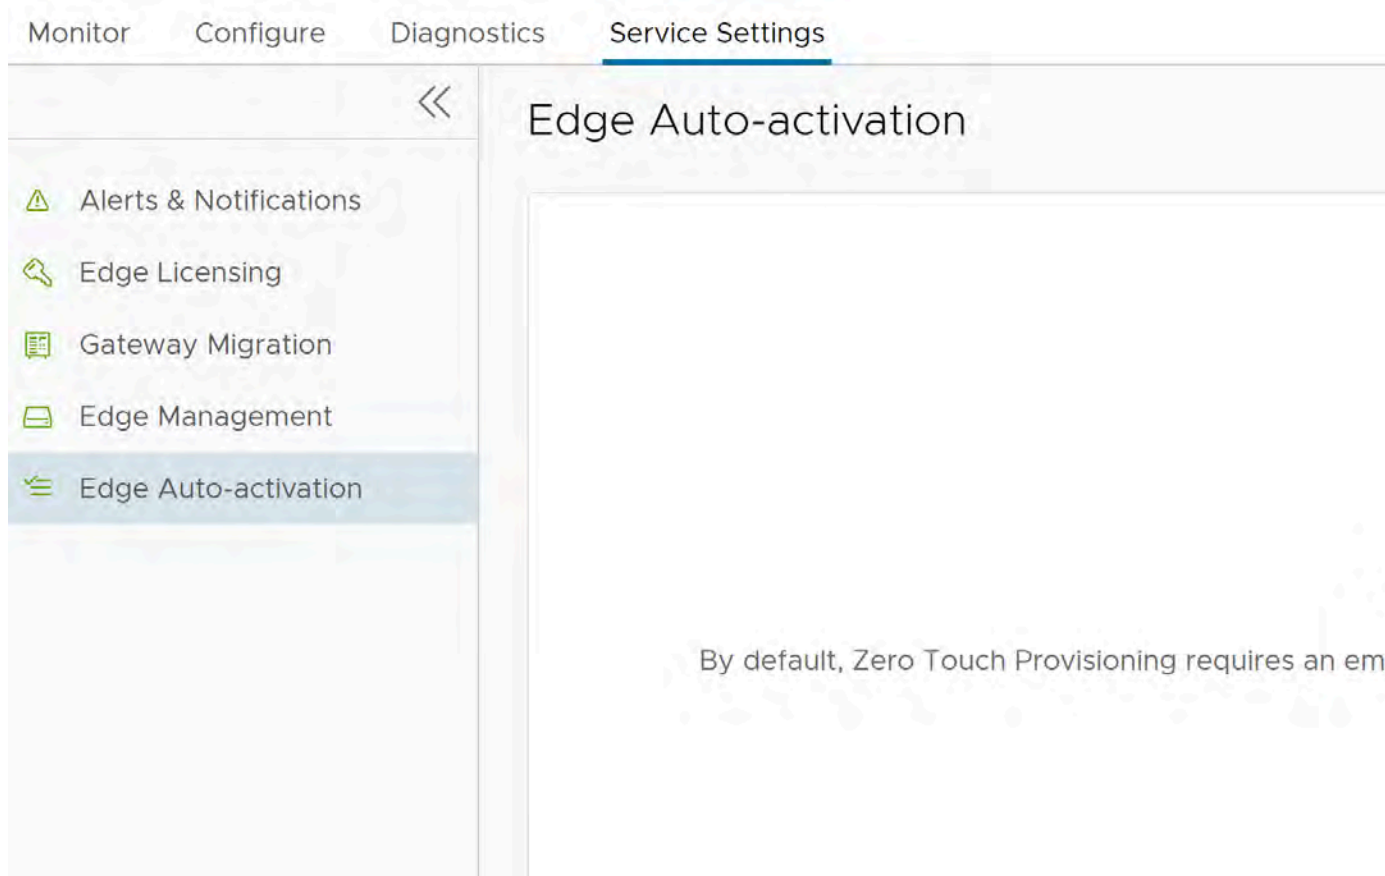 Monitor Configure Diagnostics Service Settings
Edge Auto-activation
Alerts & Notifications
Edge Licensing
Gateway Migration
Edge Management
Edge Auto-activation
By default, Zero Touch Provisioning requires an em